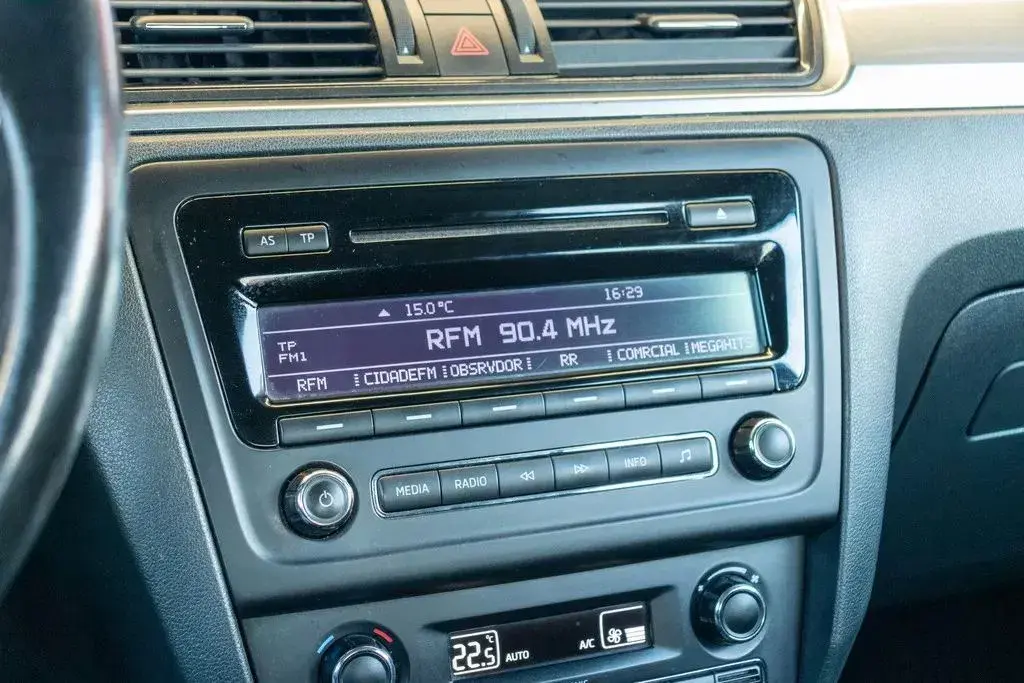 AS TP
15.0°C 16:29
TP RFM 90.4 MHz
FM1
RFM CIDADEFM OBSRVDOR RR COMRCIAL MEGAHITS
MEDIA RADIO INFO
22.5 °C AUTO A/C